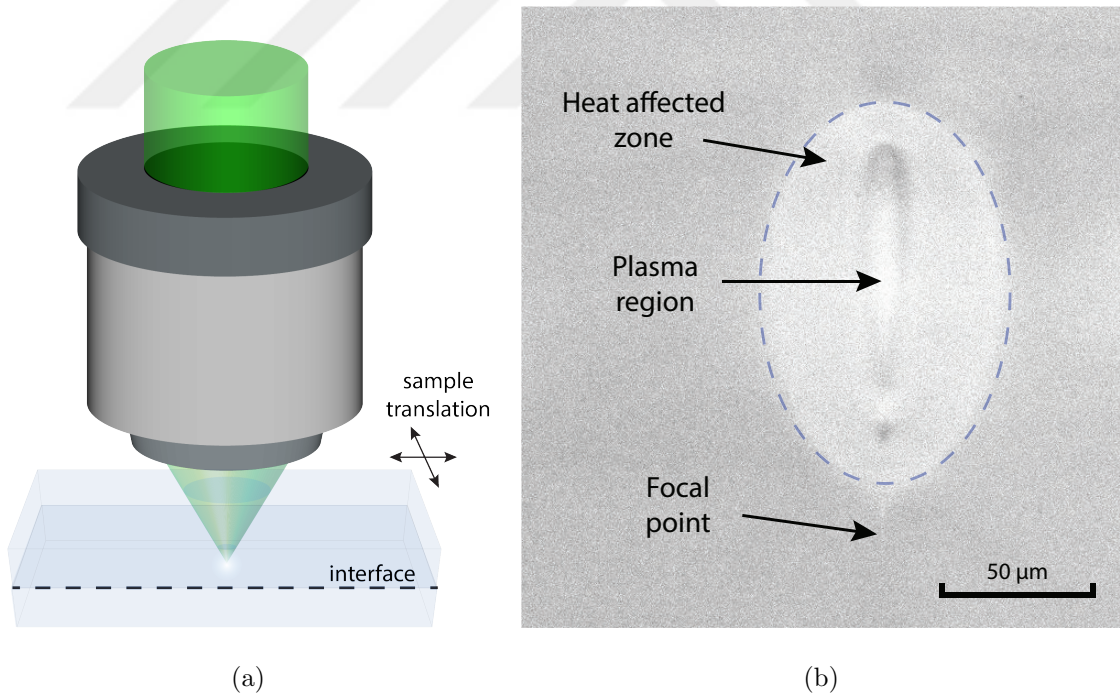 sample
translation
interface
Heat affected
zone
Plasma
region
Focal
point
50 μm
(a)
(b)